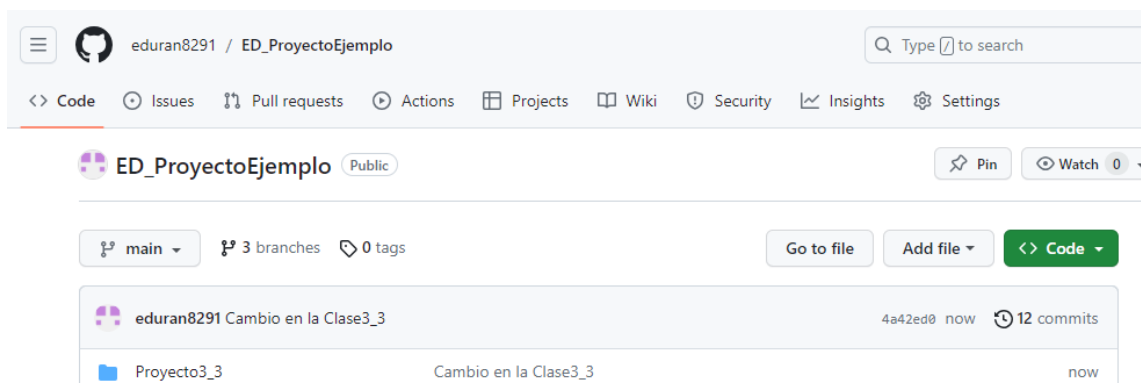 eduran8291 / ED_ProyectoEjemplo Type / to search
Code Issues Pull requests Actions Projects Wiki Security Insights Settings
ED_ProyectoEjemplo Public Pin Watch 0
main 3 branches 0 tags Go to file Add file Code
eduran8291 Cambio en la Clase3_3 4a42ed0 now 12 commits
Proyecto3_3 Cambio en la Clase3_3 now